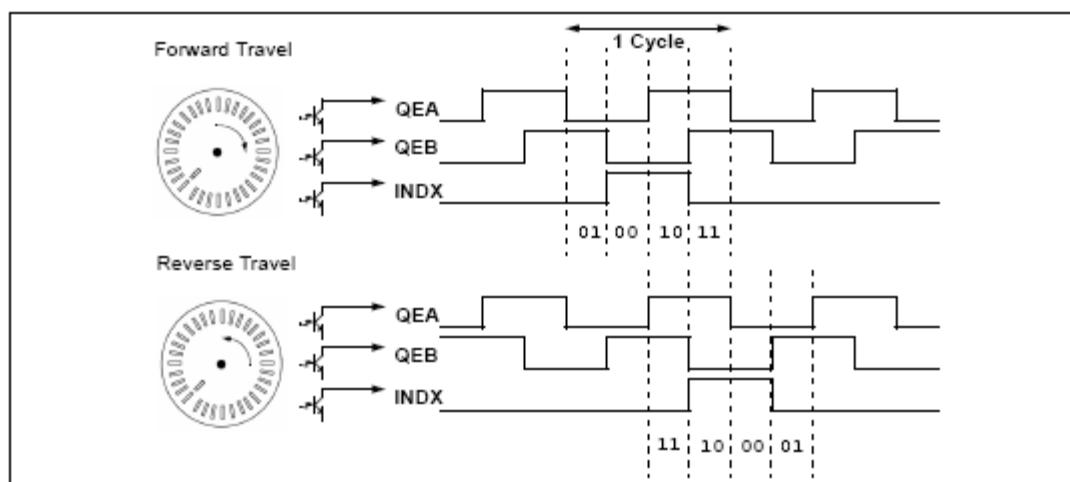 1 Cycle
Forward Travel
QEA
QEB
INDX
01 00 10 11
Reverse Travel
QEA
QEB
INDX
11 10 00 01